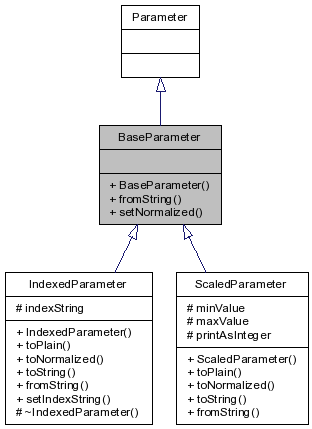 Parameter
BaseParameter
+ BaseParameter()
+ fromString()
+ setNormalized()
IndexedParameter
# indexString
+ IndexedParameter()
+ toPlain()
+ toNormalized()
+ toString()
+ fromString()
+ setIndexString()
# ~IndexedParameter()
ScaledParameter
# minValue
# maxValue
# printAsInteger
+ ScaledParameter()
+ toPlain()
+ toNormalized()
+ toString()
+ fromString()